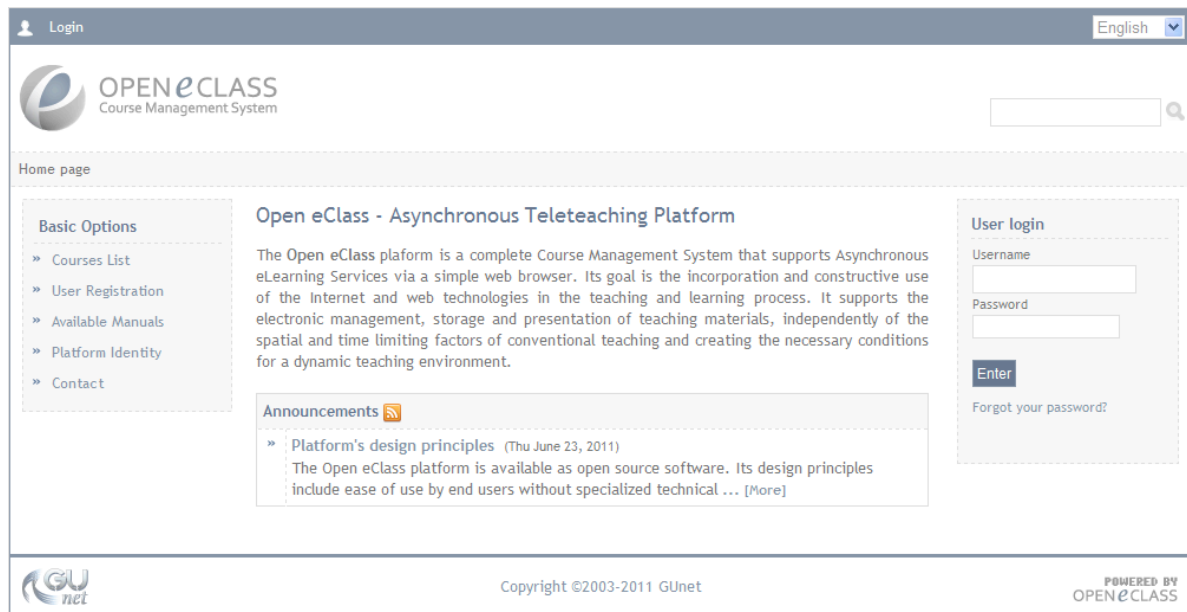 Login
English
OPEN eCLASS
Course Management System
Home page
Basic Options
» Courses List
» User Registration
» Available Manuals
» Platform Identity
» Contact
Open eClass - Asynchronous Teleteaching Platform
The Open eClass plaform is a complete Course Management System that supports Asynchronous
eLearning Services via a simple web browser. Its goal is the incorporation and constructive use
of the Internet and web technologies in the teaching and learning process. It supports the
electronic management, storage and presentation of teaching materials, independently of the
spatial and time limiting factors of conventional teaching and creating the necessary conditions
for a dynamic teaching environment.
Announcements
» Platform's design principles (Thu June 23, 2011)
The Open eClass platform is available as open source software. Its design principles
include ease of use by end users without specialized technical ... [More]
User login
Username
Password
Enter
Forgot your password?
GU
net
Copyright ©2003-2011 GUnet
POWERED BY
OPEN eCLASS